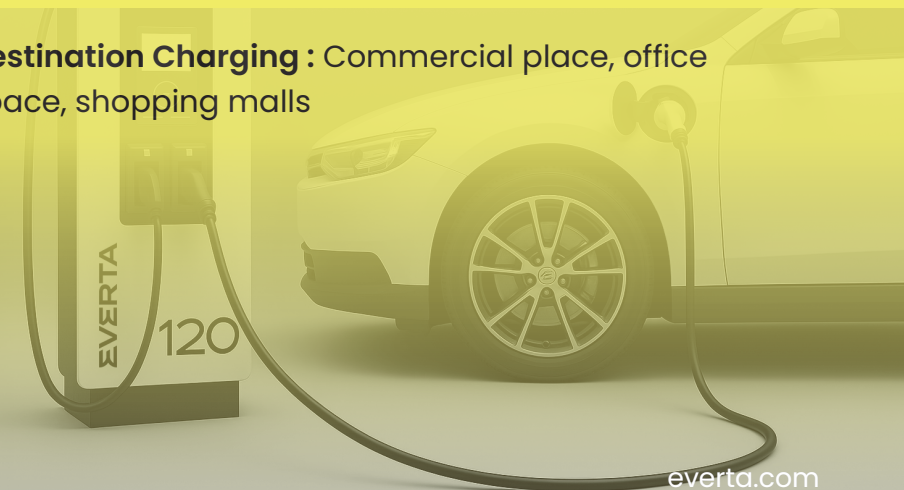 estination Charging : Commercial place, office
pace, shopping malls
EVERTA
120
everta.com